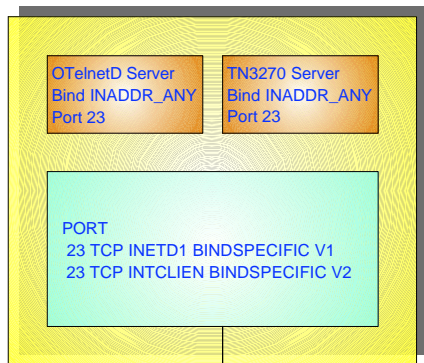 OTelnetD Server
Bind INADDR_ANY
Port 23
TN3270 Server
Bind INADDR_ANY
Port 23
PORT
23 TCP INETD1 BINDSPECIFIC V1
23 TCP INTCLIEN BINDSPECIFIC V2